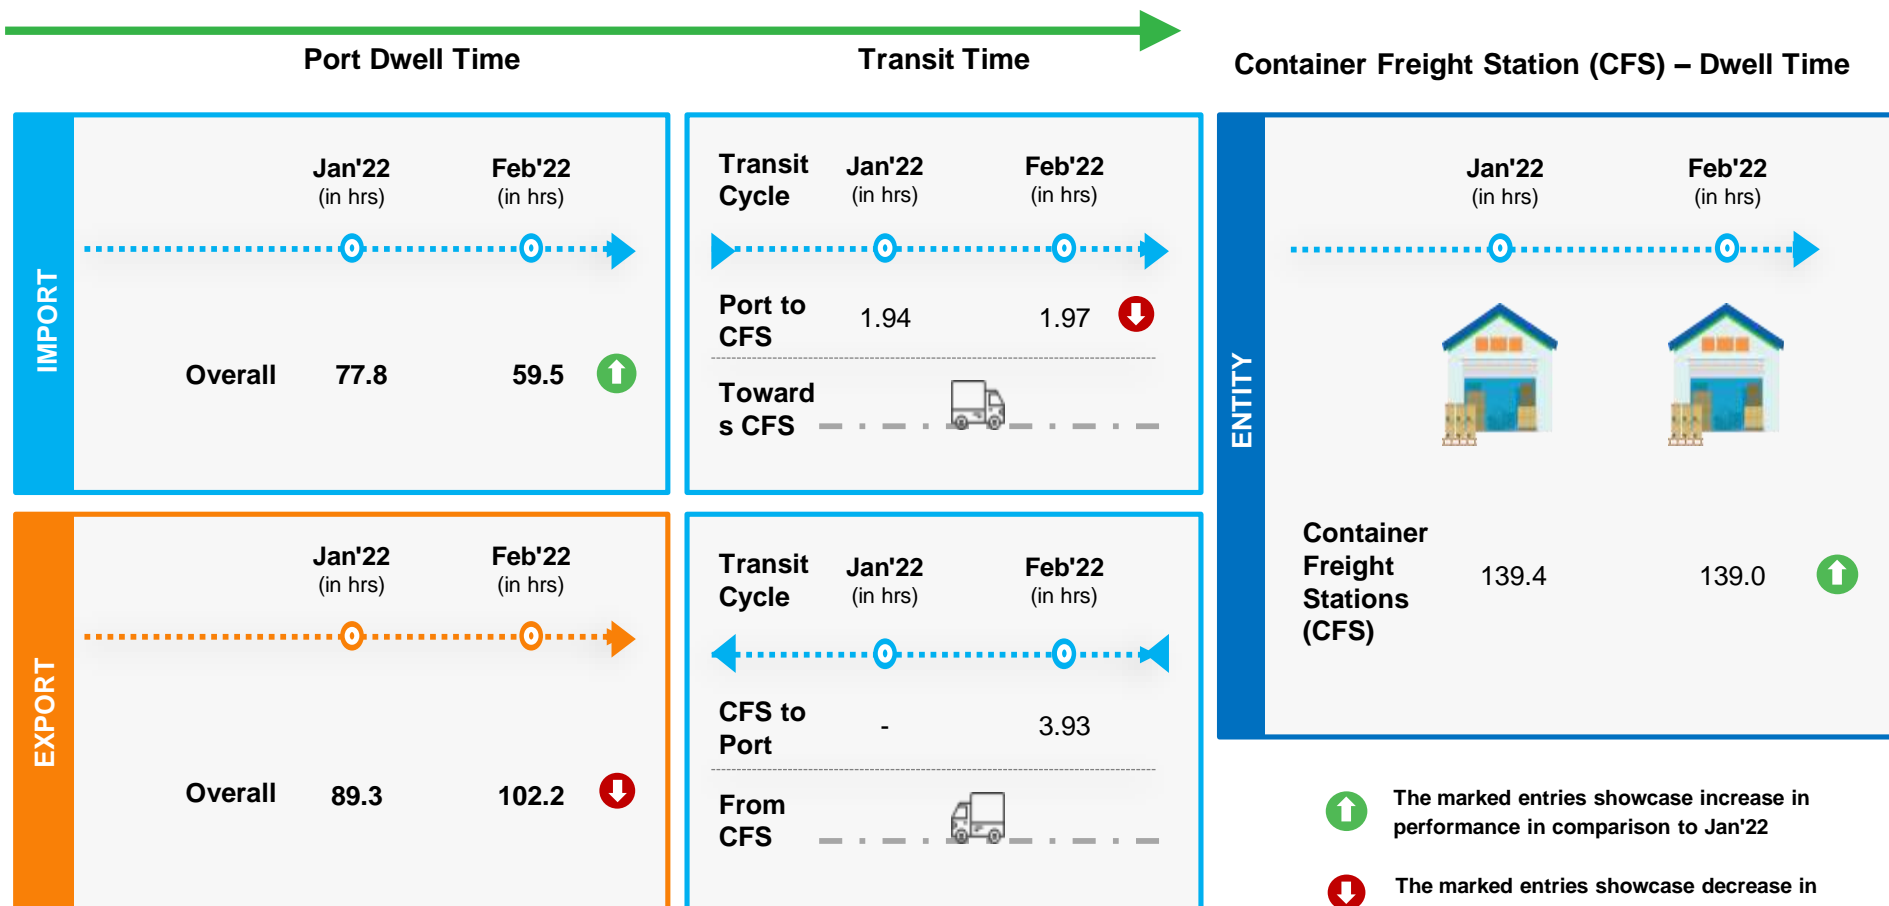 Port Dwell Time
Transit Time
Container Freight Station (CFS) – Dwell Time
IMPORT
Jan'22
(in hrs)
Feb'22
(in hrs)
Overall 77.8 59.5
Transit
Cycle
Jan'22
(in hrs)
Feb'22
(in hrs)
Port to
CFS
1.94 1.97
Toward
s CFS
ENTITY
Jan'22
(in hrs)
Feb'22
(in hrs)
Container
Freight
Stations
(CFS)
139.4 139.0
EXPORT
Jan'22
(in hrs)
Feb'22
(in hrs)
Overall 89.3 102.2
Transit
Cycle
Jan'22
(in hrs)
Feb'22
(in hrs)
CFS to
Port
- 3.93
From
CFS
The marked entries showcase increase in
performance in comparison to Jan'22
The marked entries showcase decrease in